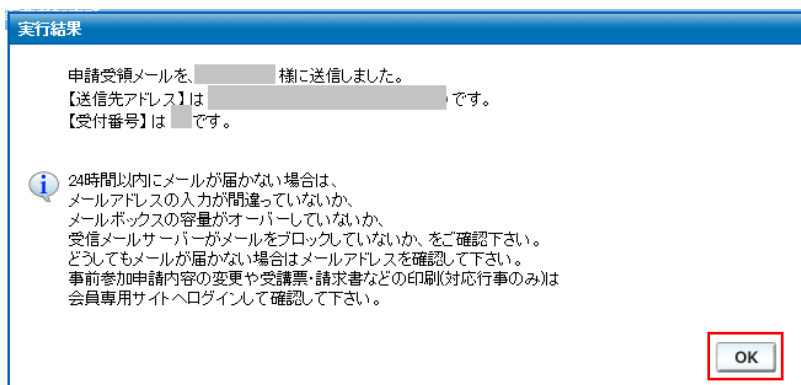 実行結果
申請受領メールを、 様に送信しました。
【送信先アドレス】は です。
【受付番号】は です。
24時間以内にメールが届かない場合は、
メールアドレスの入力が間違っていないか、
メールボックスの容量がオーバーしていないか、
受信メールサーバーがメールをブロックしていないか、をご確認下さい。
どうしてもメールが届かない場合はメールアドレスを確認して下さい。
事前参加申請内容の変更や受講票・請求書などの印刷(対応行事のみ)は
会員専用サイトへログインして確認して下さい。
OK